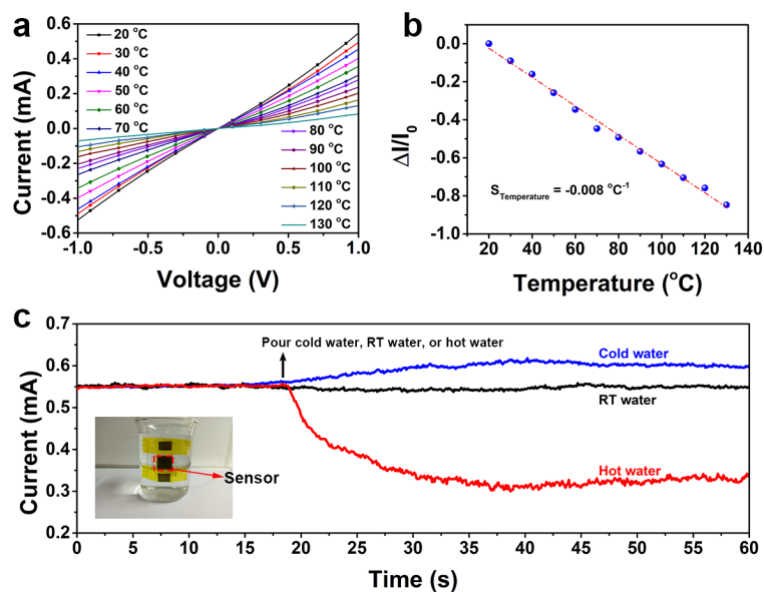 a
0.6
0.4
0.2
0.0
-0.2
-0.4
-0.6
Current (mA)
20 °C
30 °C
40 °C
50 °C
60 °C
70 °C
80 °C
90 °C
100 °C
110 °C
120 °C
130 °C
-1.0 -0.5 0.0 0.5 1.0
Voltage (V)
b
0.0
-0.2
-0.4
-0.6
-0.8
-1.0
ΔI/I0
STemperature = -0.008 °C-1
0 20 40 60 80 100 120 140
Temperature (°C)
c
0.7
0.6
0.5
0.4
0.3
0.2
Current (mA)
Pour cold water, RT water, or hot water
Cold water
RT water
Hot water
Sensor
0 5 10 15 20 25 30 35 40 45 50 55 60
Time (s)